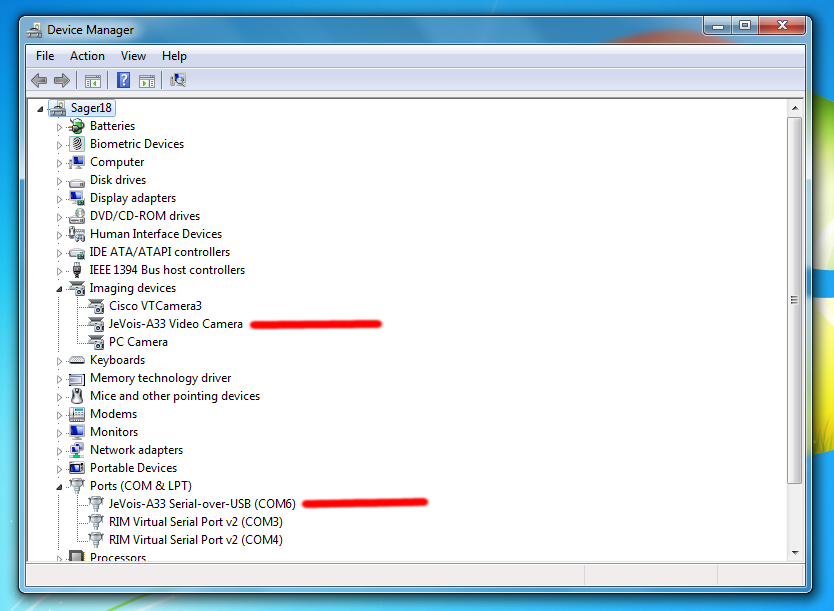 Device Manager
File Action View Help
Sager18
Batteries
Biometric Devices
Computer
Disk drives
Display adapters
DVD/CD-ROM drives
Human Interface Devices
IDE ATA/ATAPI controllers
IEEE 1394 Bus host controllers
Imaging devices
Cisco VTCamera3
JeVois-A33 Video Camera
PC Camera
Keyboards
Memory technology driver
Mice and other pointing devices
Modems
Monitors
Network adapters
Portable Devices
Ports (COM & LPT)
JeVois-A33 Serial-over-USB (COM6)
RIM Virtual Serial Port v2 (COM3)
RIM Virtual Serial Port v2 (COM4)
Processors